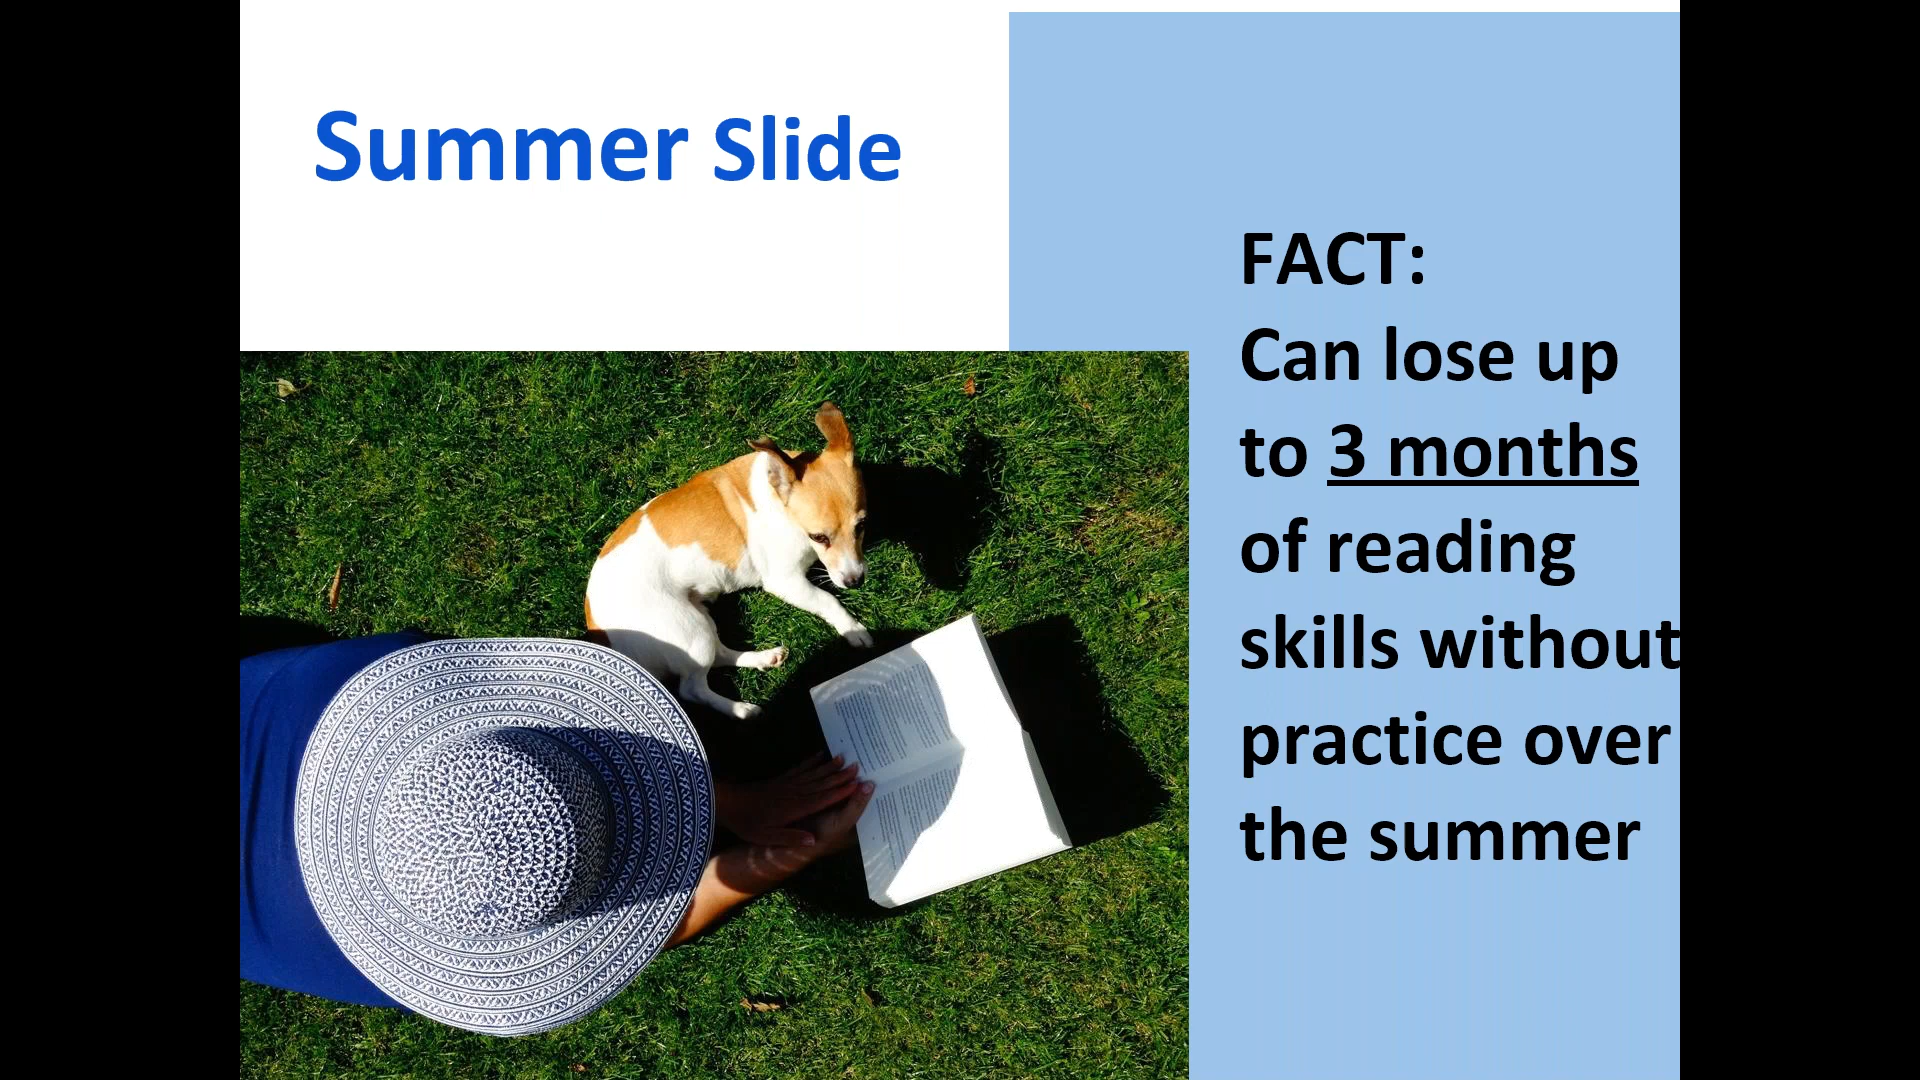 Summer Slide
FACT:
Can lose up
to 3 months
of reading
skills without
practice over
the summer